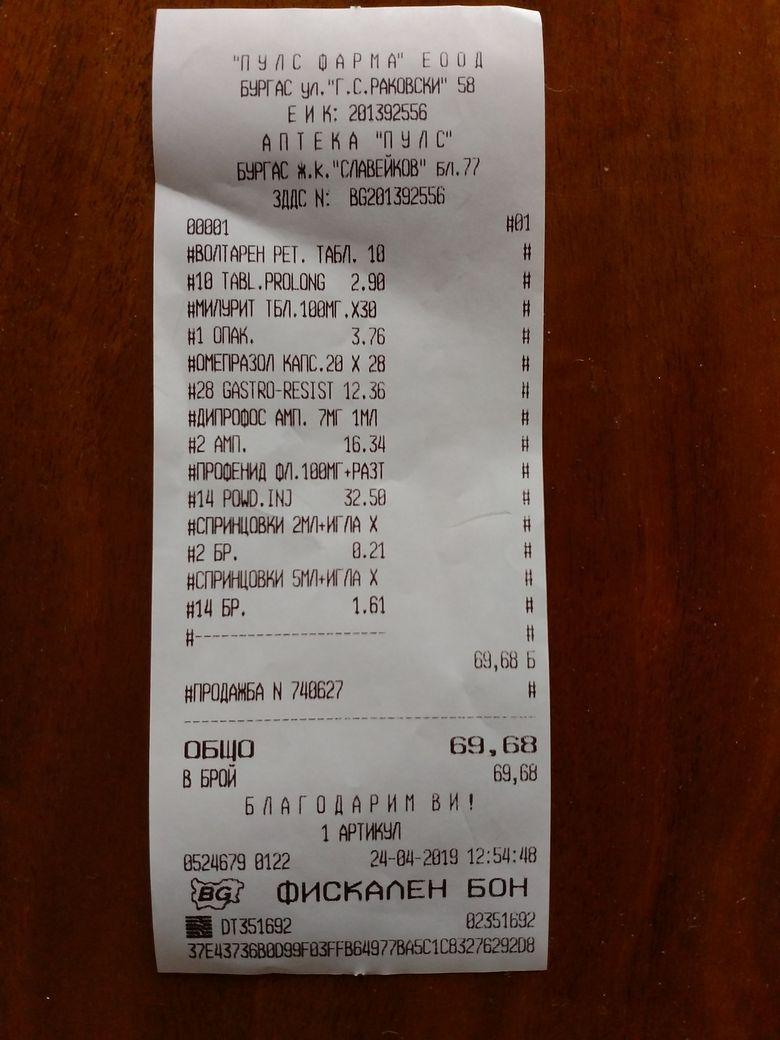 "ПУЛС ФАРМА" ЕООД
БУРГАС ул."Г.С.РАКОВСКИ" 58
ЕИК: 201392556
АПТЕКА "ПУЛС"
БУРГАС ж.к."СЛАВЕЙКОВ" бл.77
ЗДДС N: BG201392556
00001 #01
#ВОЛТАРЕН РЕТ. ТАБЛ. 10 #
#10 TABL.PROLONG 2.90 #
#МИЛУРИТ ТБЛ.100МГ.X30 #
#1 ОПАК. 3.76 #
#ОМЕПРАЗОЛ КАПС.20 X 28 #
#28 GASTRO-RESIST 12.36 #
#ДИПРОФОС АМП. 7МГ 1МЛ #
#2 АМП. 16.34 #
#ПРОФЕНИД ФЛ.100МГ+РАЗТ #
#14 POWD.INJ 32.50 #
#СПРИНЦОВКИ 2МЛ+ИГЛА X #
#2 БР. 0.21 #
#СПРИНЦОВКИ 5МЛ+ИГЛА X #
#14 БР. 1.61 #
#--------------------- #
69,68 Б
#ПРОДАЖБА N 740627 #
ОБЩО 69,68
В БРОЙ 69,68
БЛАГОДАРИМ ВИ!
1 АРТИКУЛ
0524679 0122 24-04-2019 12:54:48
BG ФИСКАЛЕН БОН
DT351692 02351692
37E43736B0D99F03FFB64977BA5C1C83276292D8